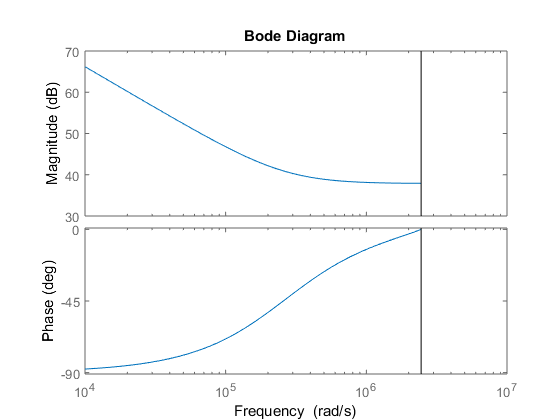 Bode Diagram
Magnitude (dB)
70
60
50
40
30
Phase (deg)
0
-45
-90
10^4 10^5 10^6 10^7
Frequency (rad/s)